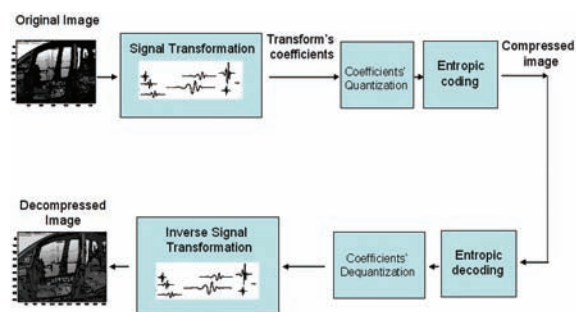 Original Image
Signal Transformation
Transform's
coefficients
Coefficients'
Quantization
Entropic
coding
Compressed
image
Decompressed
Image
Inverse Signal
Transformation
Coefficients'
Dequantization
Entropic
decoding